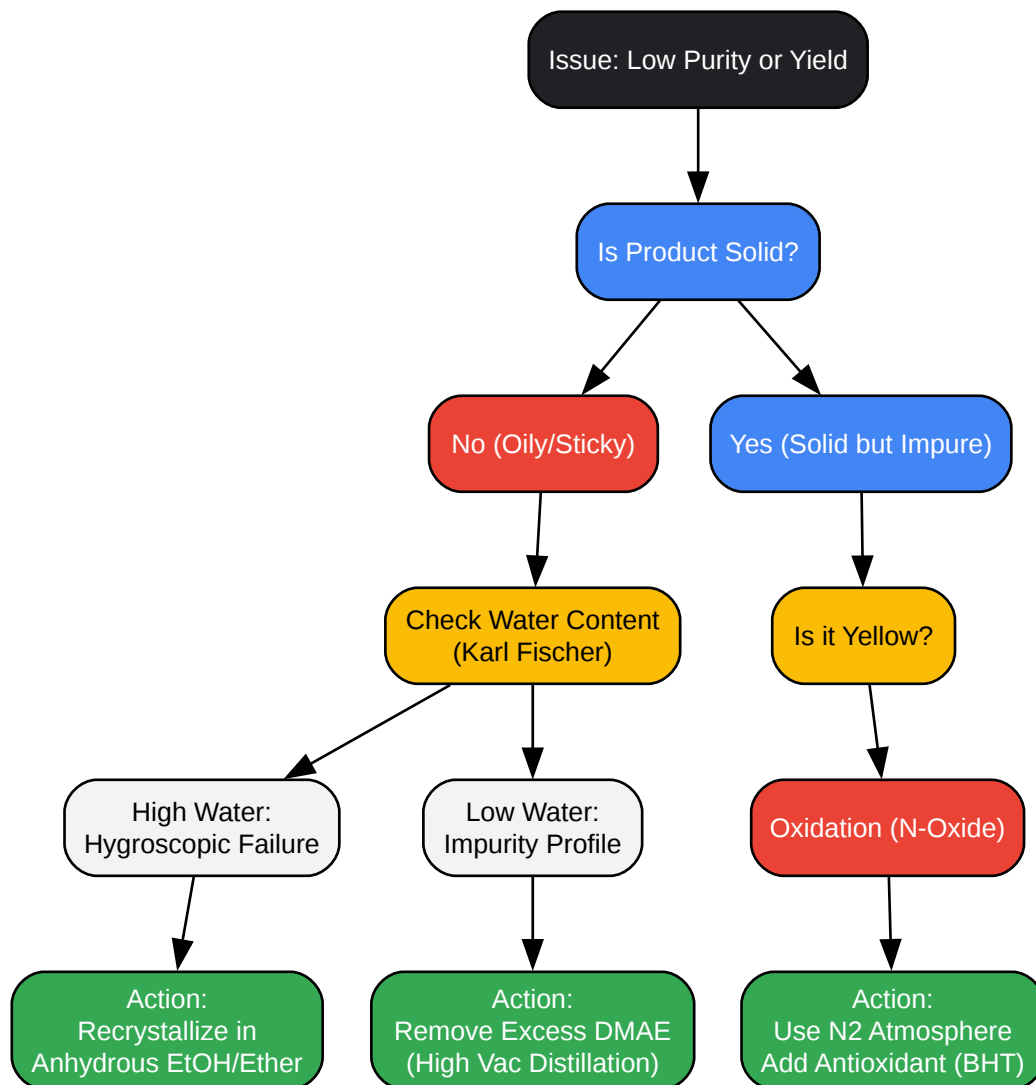 Issue: Low Purity or Yield
Is Product Solid?
No (Oily/Sticky)
Yes (Solid but Impure)
Check Water Content
(Karl Fischer)
Is it Yellow?
High Water:
Hygroscopic Failure
Low Water:
Impurity Profile
Oxidation (N-Oxide)
Action:
Recrystallize in
Anhydrous EtOH/Ether
Action:
Remove Excess DMAE
(High Vac Distillation)
Action:
Use N2 Atmosphere
Add Antioxidant (BHT)